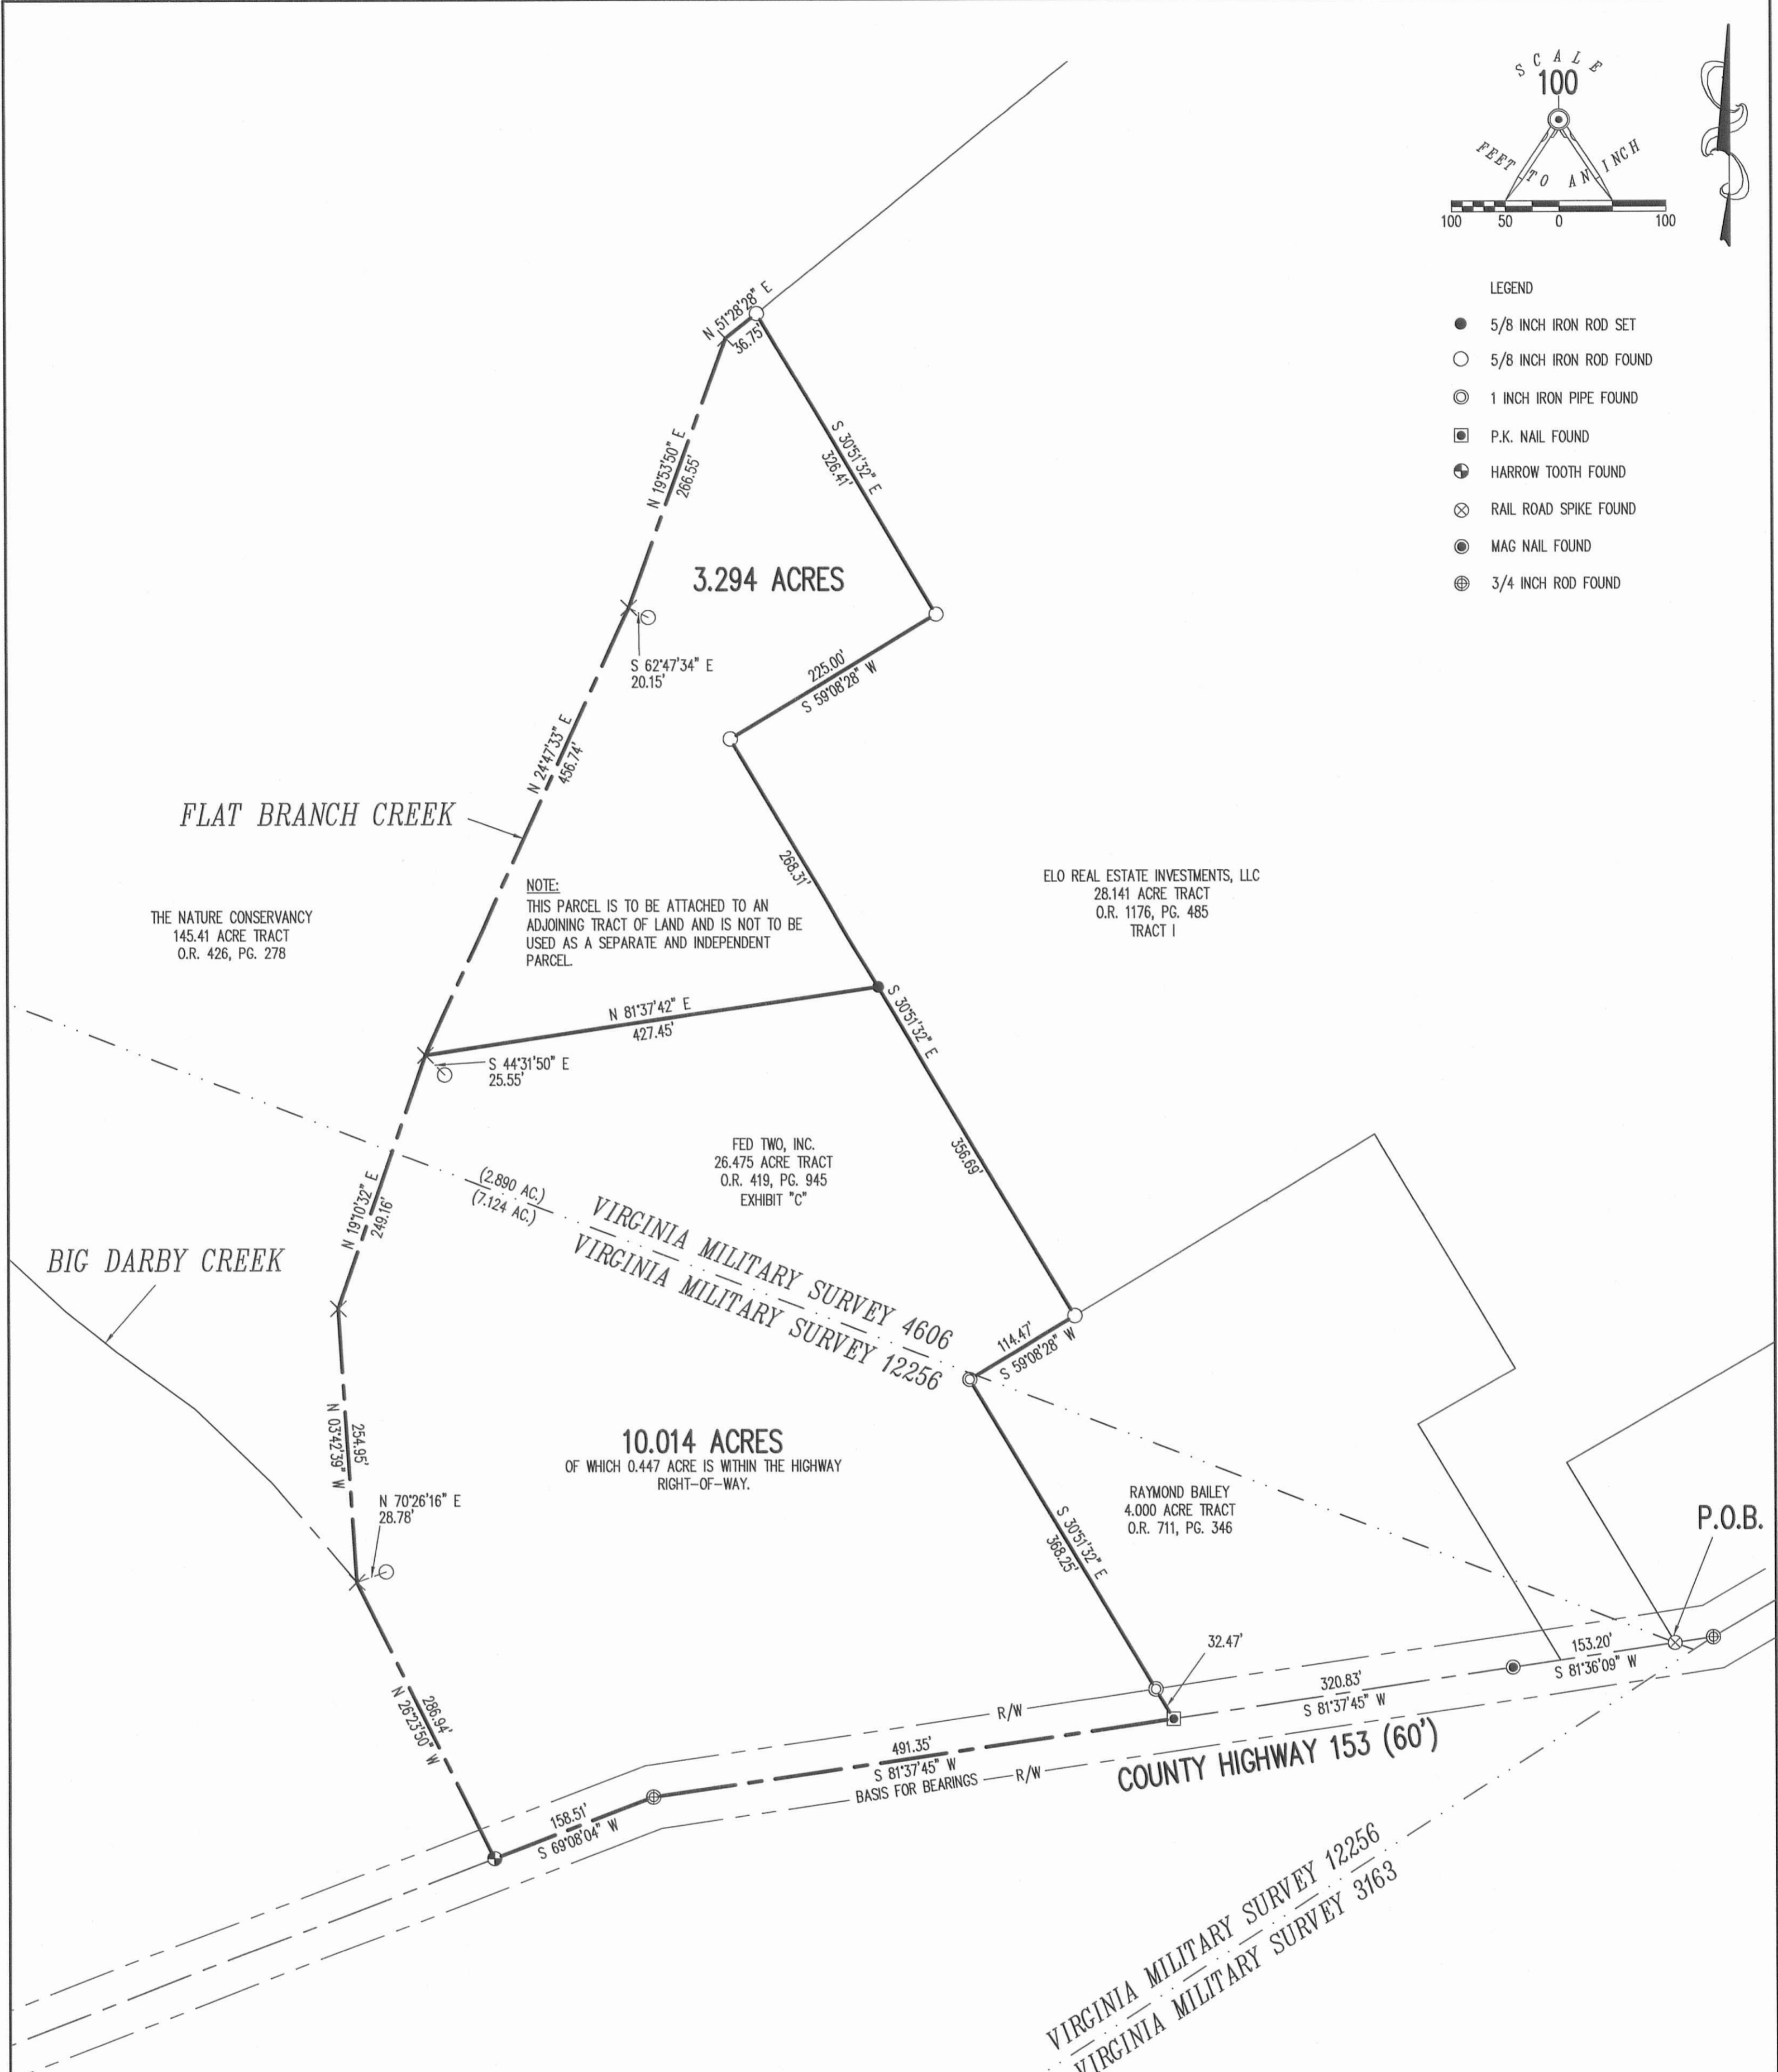 SCALE
100
FEET TO AN INCH
100 50 0 100
LEGEND
5/8 INCH IRON ROD SET
5/8 INCH IRON ROD FOUND
1 INCH IRON PIPE FOUND
P.K. NAIL FOUND
HARROW TOOTH FOUND
RAIL ROAD SPIKE FOUND
MAG NAIL FOUND
3/4 INCH ROD FOUND
N 51°28'28" E
36.75'
S 30°51'32" E
326.41'
N 19°53'50" E
266.55'
3.294 ACRES
S 62°47'34" E
20.15'
225.00'
S 59°08'28" W
N 24°47'33" E
456.74'
FLAT BRANCH CREEK
268.31'
THE NATURE CONSERVANCY
145.41 ACRE TRACT
O.R. 426, PG. 278
NOTE:
THIS PARCEL IS TO BE ATTACHED TO AN
ADJOINING TRACT OF LAND AND IS NOT TO BE
USED AS A SEPARATE AND INDEPENDENT
PARCEL.
ELO REAL ESTATE INVESTMENTS, LLC
28.141 ACRE TRACT
O.R. 1176, PG. 485
TRACT I
N 81°37'42" E
427.45'
S 30°51'32" E
356.69'
S 44°31'50" E
25.55'
FED TWO, INC.
26.475 ACRE TRACT
O.R. 419, PG. 945
EXHIBIT "C"
(2.890 AC.)
(7.124 AC.)
VIRGINIA MILITARY SURVEY 4606
VIRGINIA MILITARY SURVEY 12256
N 19°10'32" E
249.16'
BIG DARBY CREEK
114.47'
S 59°08'28" W
254.95'
N 03°42'39" W
10.014 ACRES
OF WHICH 0.447 ACRE IS WITHIN THE HIGHWAY
RIGHT-OF-WAY.
N 70°26'16" E
28.78'
RAYMOND BAILEY
4.000 ACRE TRACT
O.R. 711, PG. 346
S 30°51'32" E
368.25'
P.O.B.
32.47'
153.20'
S 81°36'09" W
320.83'
S 81°37'45" W
286.94'
N 26°23'50" W
R/W
491.35'
S 81°37'45" W
BASIS FOR BEARINGS
R/W
COUNTY HIGHWAY 153 (60')
158.51'
S 69°08'04" W
VIRGINIA MILITARY SURVEY 12256
VIRGINIA MILITARY SURVEY 3163